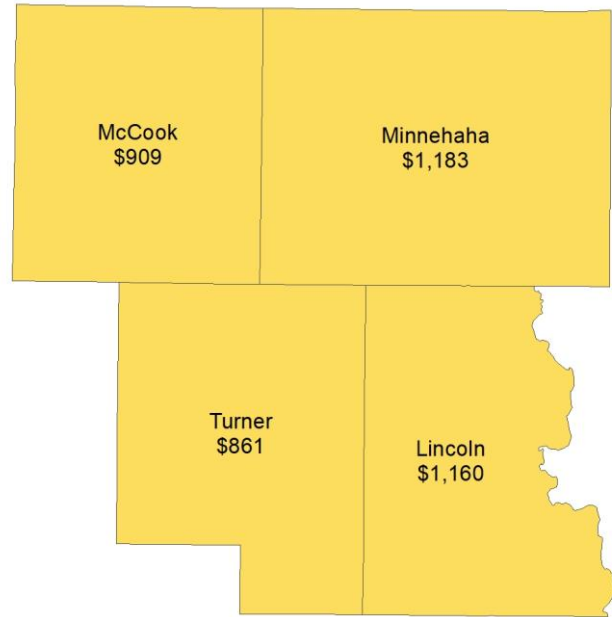 McCook
$909
Minnehaha
$1,183
Turner
$861
Lincoln
$1,160